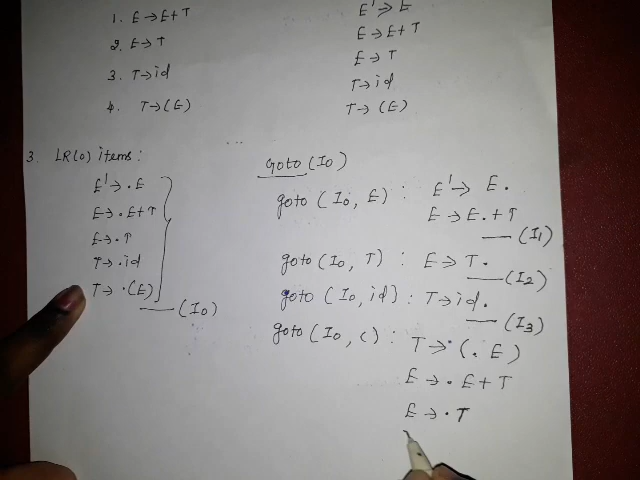 1. E→E+T
2. E→T
3. T→id
4. T→(E)
E'→E
E→E+T
E→T
T→id
T→(E)
3. LR(0) items:
E'→.E
E→.E+T
E→.T
T→.id
T→.(E)
—(I0)
Goto(I0)
goto(I0, E): E'→E.
E→E.+T
—(I1)
goto(I0, T): E→T.
—(I2)
goto(I0, id): T→id.
—(I3)
goto(I0, (): T→(.E)
E→.E+T
E→.T